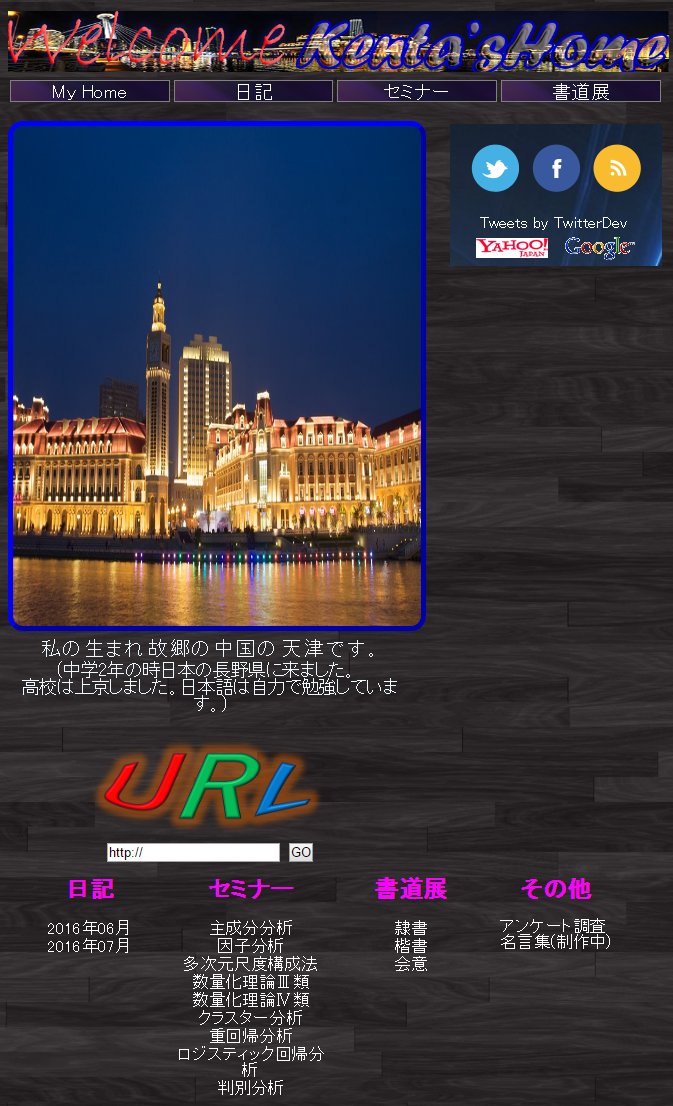 Welcome Kenta'sHome
My Home 日記 セミナー 書道展
Tweets by TwitterDev
YAHOO! JAPAN Google
私の生まれ故郷の中国の天津です。
(中学2年の時日本の長野県に来ました。
高校は上京しました。日本語は自力で勉強していま
す。)
URL
http:// GO
日記
2016年06月
2016年07月
セミナー
主成分分析
因子分析
多次元尺度構成法
数量化理論Ⅲ類
数量化理論Ⅳ類
クラスター分析
重回帰分析
ロジスティック回帰分
析
判別分析
書道展
隷書
楷書
会意
その他
アンケート調査
名言集(制作中)